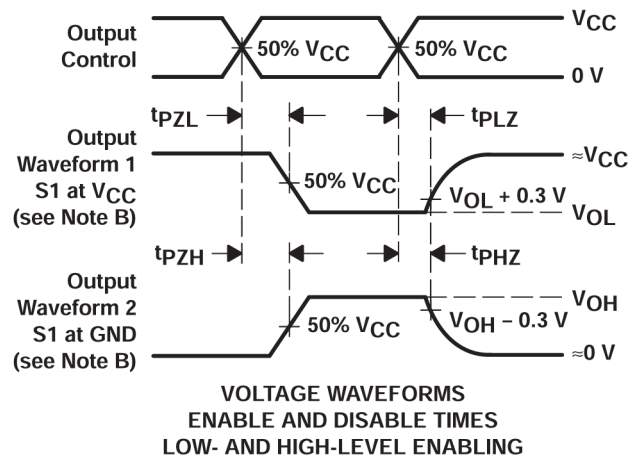 Output
Control
50% VCC
50% VCC
VCC
0 V
tPZL
tPLZ
Output
Waveform 1
S1 at VCC
(see Note B)
50% VCC
≈VCC
VOL + 0.3 V
VOL
tPZH
tPHZ
Output
Waveform 2
S1 at GND
(see Note B)
50% VCC
VOH
VOH − 0.3 V
≈0 V
VOLTAGE WAVEFORMS
ENABLE AND DISABLE TIMES
LOW- AND HIGH-LEVEL ENABLING